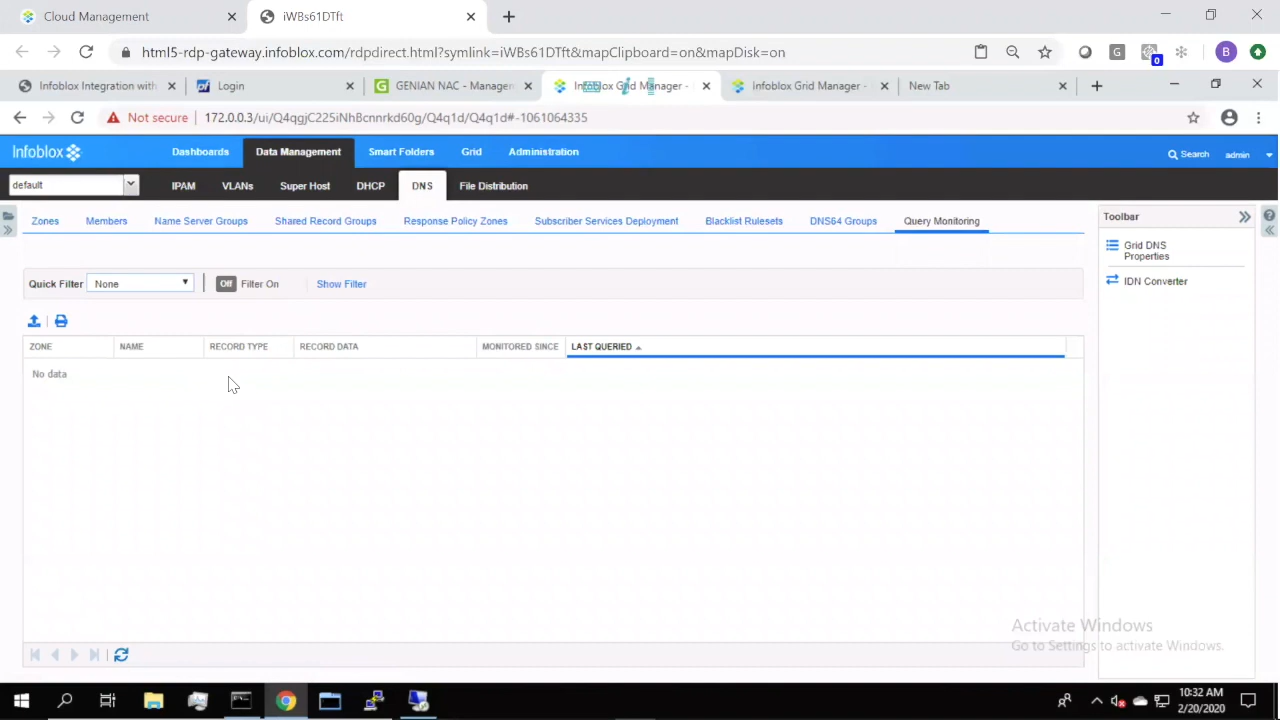 Cloud Management
iWBs61DTft
html5-rdp-gateway.infoblox.com/rdpdirect.html?symlink=iWBs61DTft&mapClipboard=on&mapDisk=on
G
0
B
Infoblox Integration with
Login
GENIAN NAC - Managem
Infoblox Grid Manager -
Infoblox Grid Manager -
New Tab
Not secure
172.0.0.3/ui/Q4qgjC225iNhBcnnrkd60g/Q4q1d/Q4q1d#-1061064335
Infoblox
Dashboards
Data Management
Smart Folders
Grid
Administration
Search
admin
default
IPAM
VLANs
Super Host
DHCP
DNS
File Distribution
Zones
Members
Name Server Groups
Shared Record Groups
Response Policy Zones
Subscriber Services Deployment
Blacklist Rulesets
DNS64 Groups
Query Monitoring
Toolbar
Grid DNS
Properties
IDN Converter
Quick Filter
None
Off
Filter On
Show Filter
ZONE
NAME
RECORD TYPE
RECORD DATA
MONITORED SINCE
LAST QUERIED
No data
Activate Windows
Go to Settings to activate Windows.
10:32 AM
2/20/2020